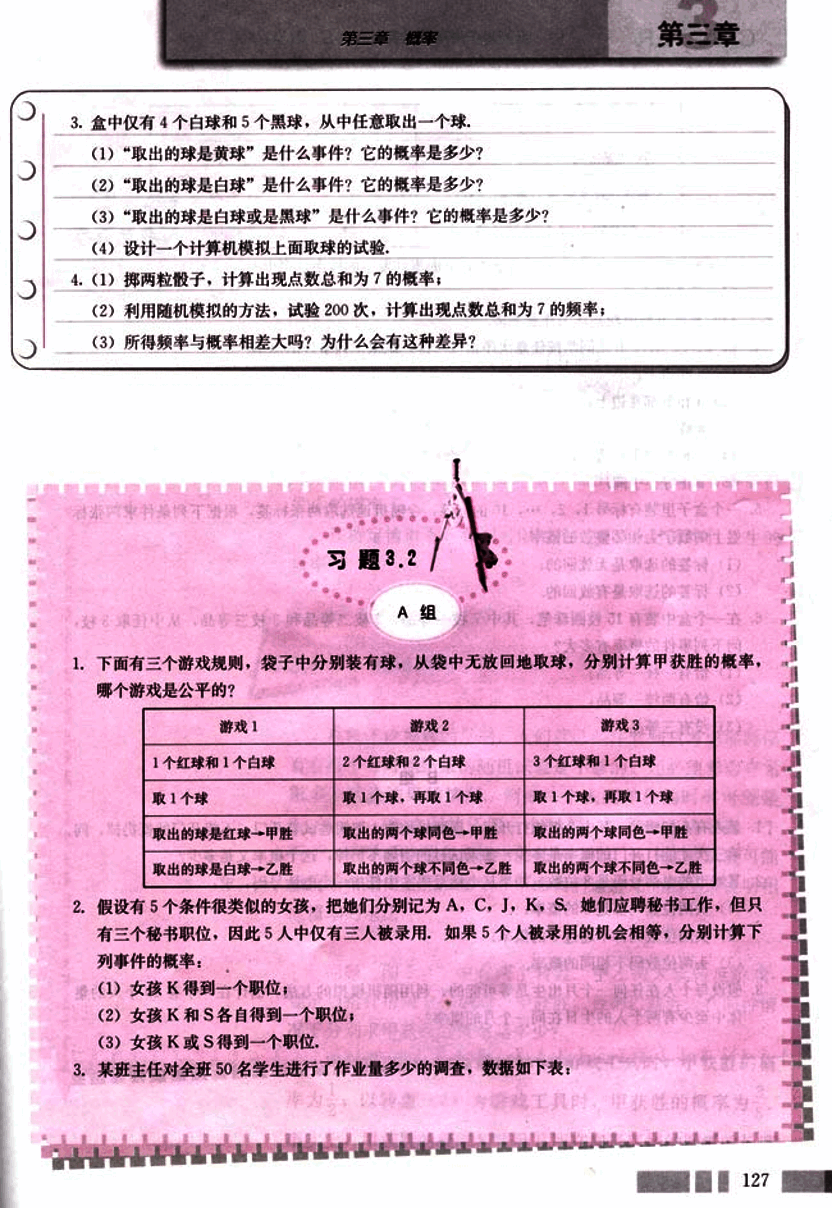 第三章 概率
第三章
3. 盒中仅有 4 个白球和 5 个黑球，从中任意取出一个球.
(1) “取出的球是黄球”是什么事件？它的概率是多少？
(2) “取出的球是白球”是什么事件？它的概率是多少？
(3) “取出的球是白球或是黑球”是什么事件？它的概率是多少？
(4) 设计一个计算机模拟上面取球的试验.
4. (1) 掷两粒骰子，计算出现点数总和为 7 的概率；
(2) 利用随机模拟的方法，试验 200 次，计算出现点数总和为 7 的频率；
(3) 所得频率与概率相差大吗？为什么会有这种差异？
习 题 3.2
A 组
1. 下面有三个游戏规则，袋子中分别装有球，从袋中无放回地取球，分别计算甲获胜的概率，
哪个游戏是公平的？
游戏 1 游戏 2 游戏 3
1 个红球和 1 个白球 2 个红球和 2 个白球 3 个红球和 1 个白球
取 1 个球 取 1 个球，再取 1 个球 取 1 个球，再取 1 个球
取出的球是红球→甲胜 取出的两个球同色→甲胜 取出的两个球同色→甲胜
取出的球是白球→乙胜 取出的两个球不同色→乙胜 取出的两个球不同色→乙胜
2. 假设有 5 个条件很类似的女孩，把她们分别记为 A，C，J，K，S. 她们应聘秘书工作，但只
有三个秘书职位，因此 5 人中仅有三人被录用. 如果 5 个人被录用的机会相等，分别计算下
列事件的概率：
(1) 女孩 K 得到一个职位；
(2) 女孩 K 和 S 各自得到一个职位；
(3) 女孩 K 或 S 得到一个职位.
3. 某班主任对全班 50 名学生进行了作业量多少的调查，数据如下表：
127